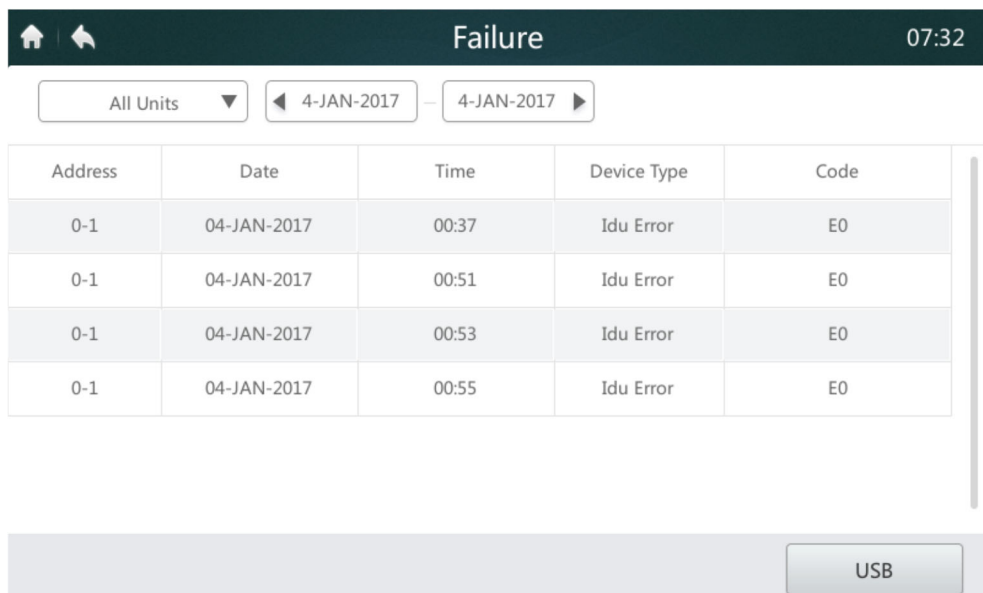 Failure 07:32
All Units 4-JAN-2017 – 4-JAN-2017
Address Date Time Device Type Code
0-1 04-JAN-2017 00:37 Idu Error E0
0-1 04-JAN-2017 00:51 Idu Error E0
0-1 04-JAN-2017 00:53 Idu Error E0
0-1 04-JAN-2017 00:55 Idu Error E0
USB